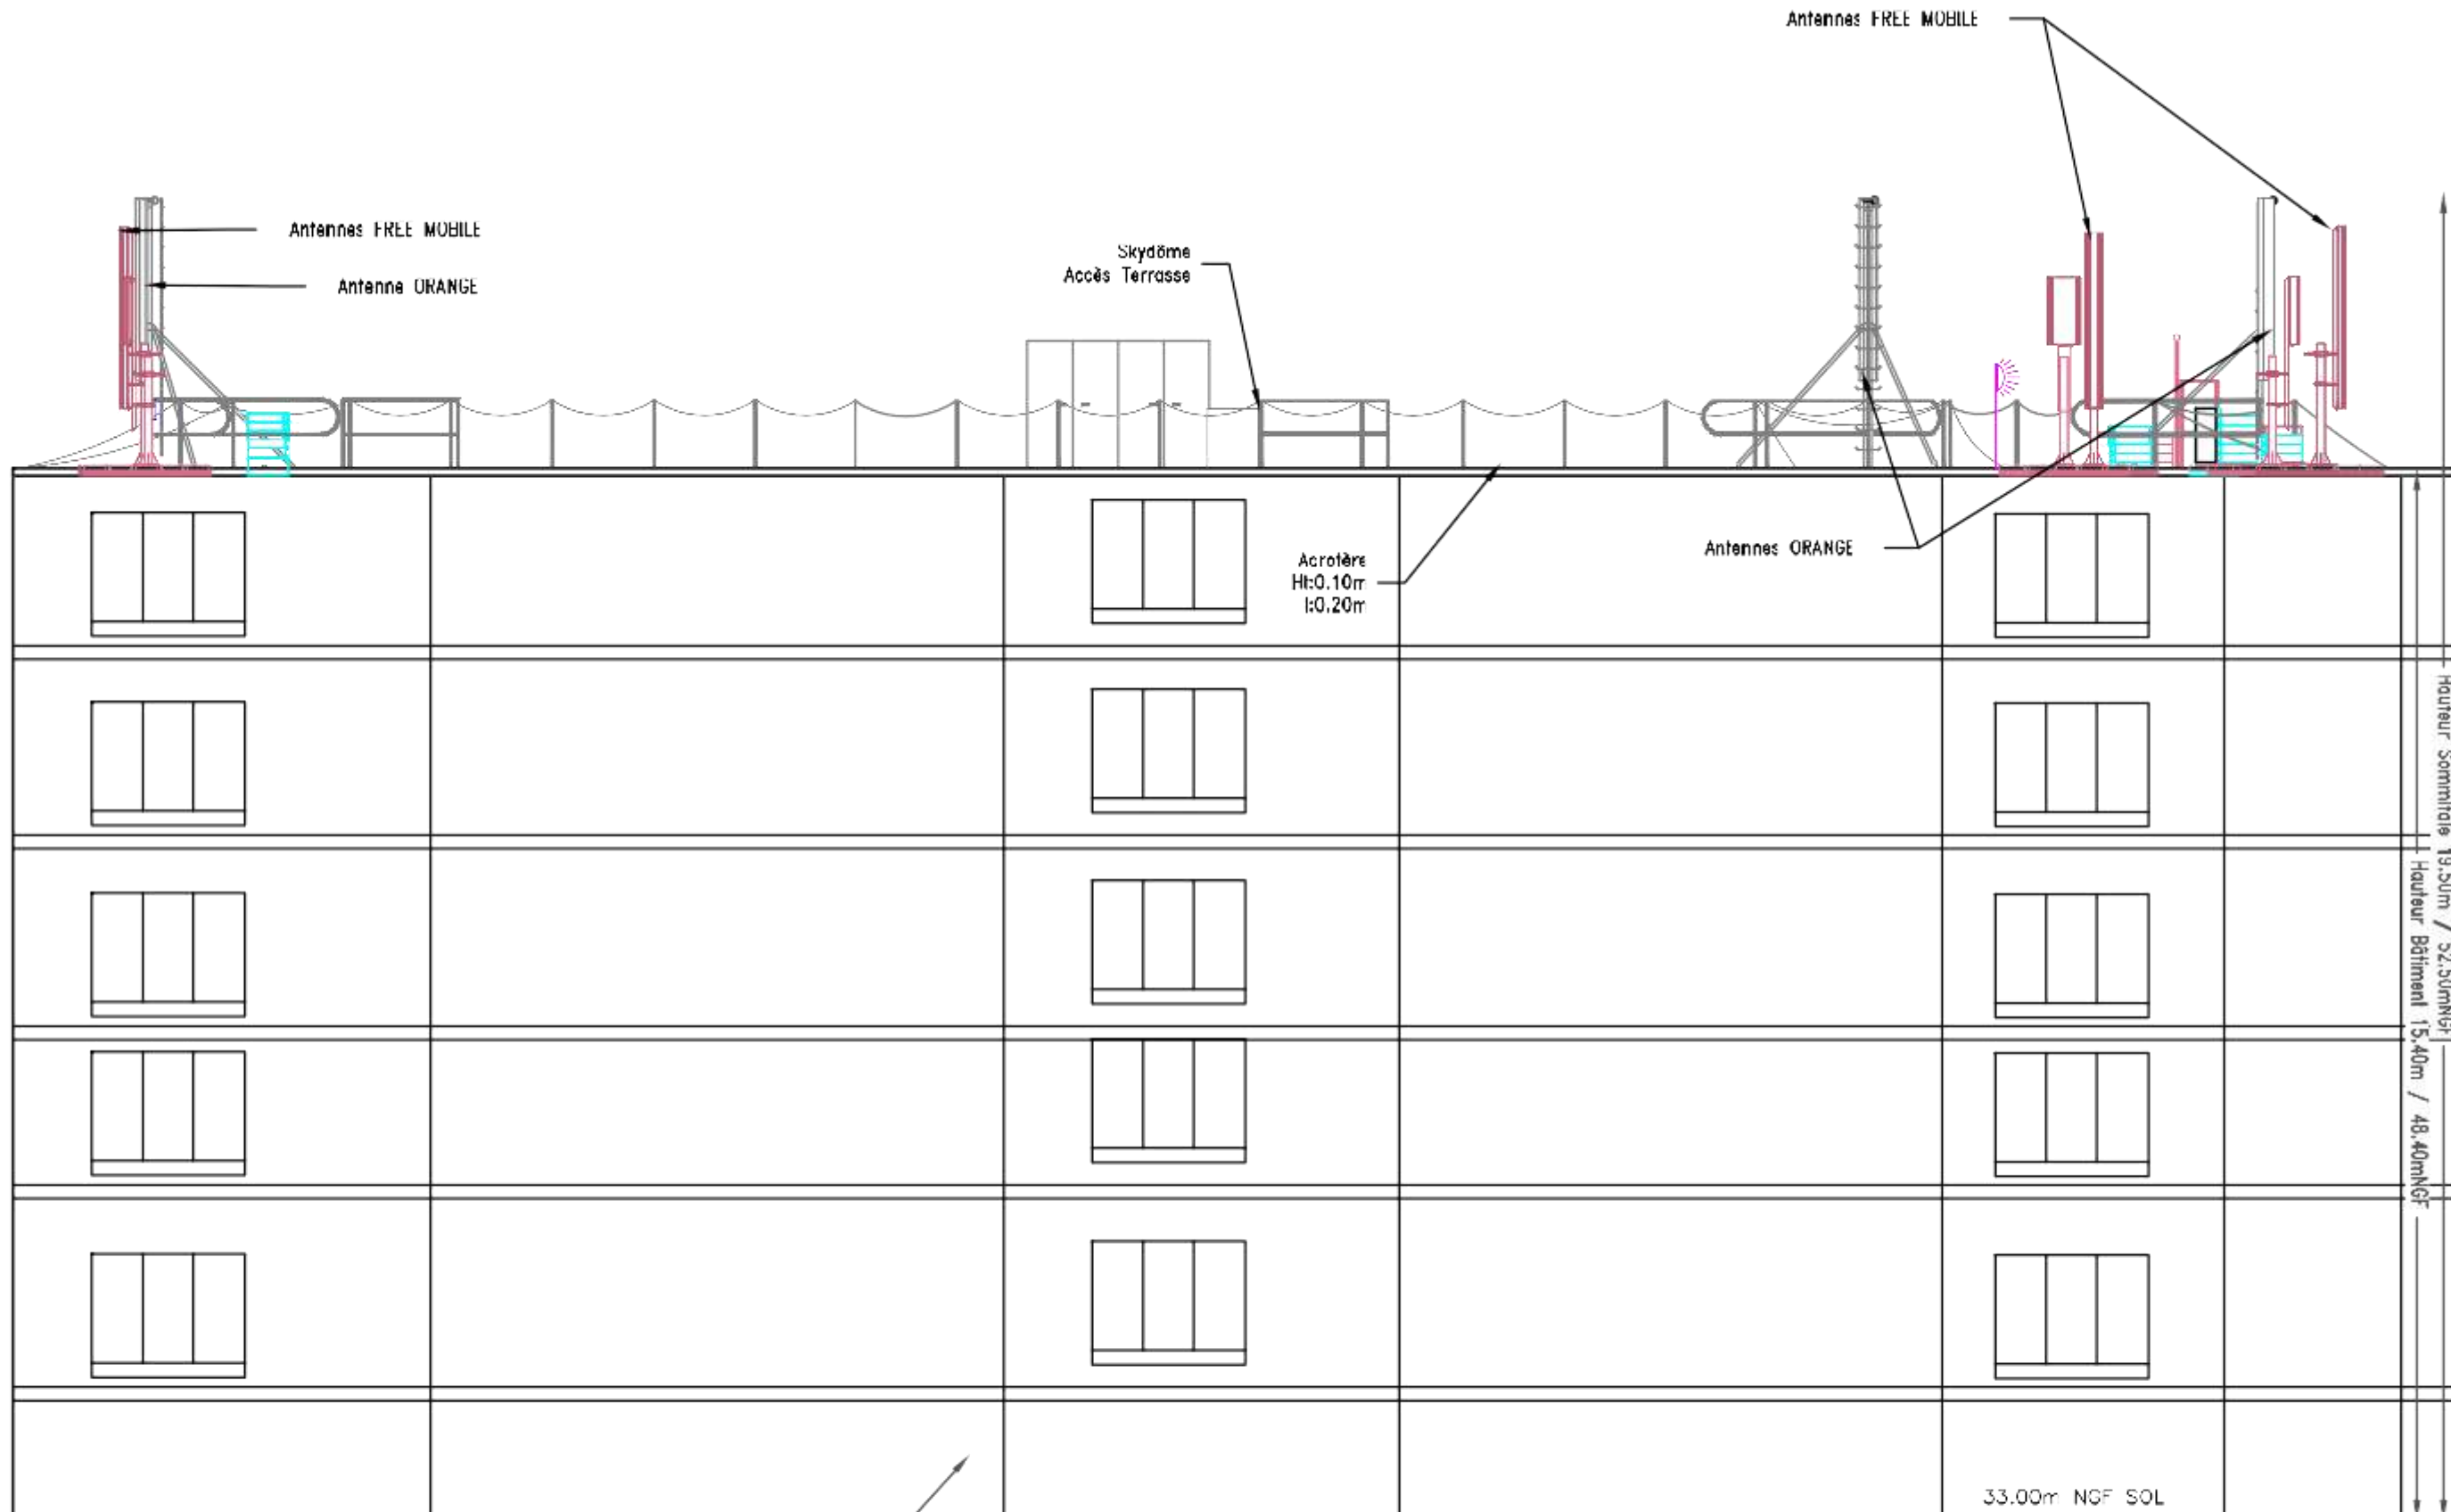 Antennes FREE MOBILE
Antennes FREE MOBILE
Antenne ORANGE
Skydôme
Accès Terrasse
Antennes ORANGE
Acrotère
Ht:0.10m
l:0.20m
Hauteur Sommitale 19.50m / 52.50mNGF
Hauteur Bâtiment 15.40m / 48.40mNGF
33.00m NGF SOL